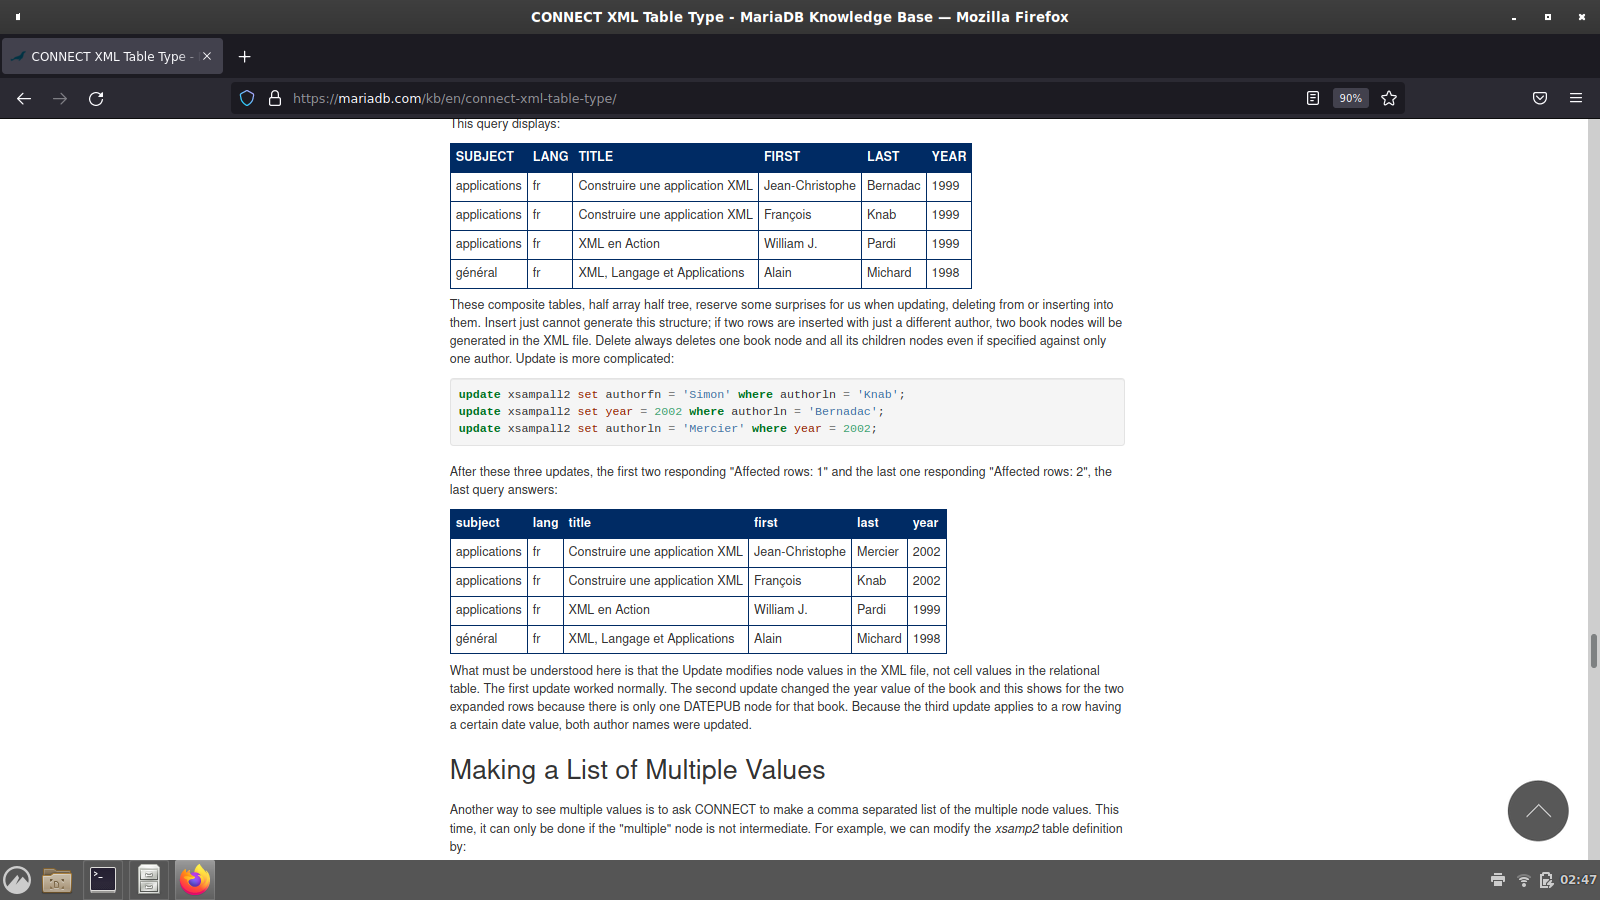 CONNECT XML Table Type - MariaDB Knowledge Base — Mozilla Firefox
CONNECT XML Table Type -
https://mariadb.com/kb/en/connect-xml-table-type/
90%
This query displays:
SUBJECT LANG TITLE FIRST LAST YEAR
applications fr Construire une application XML Jean-Christophe Bernadac 1999
applications fr Construire une application XML François Knab 1999
applications fr XML en Action William J. Pardi 1999
général fr XML, Langage et Applications Alain Michard 1998
These composite tables, half array half tree, reserve some surprises for us when updating, deleting from or inserting into
them. Insert just cannot generate this structure; if two rows are inserted with just a different author, two book nodes will be
generated in the XML file. Delete always deletes one book node and all its children nodes even if specified against only
one author. Update is more complicated:
update xsampall2 set authorfn = 'Simon' where authorln = 'Knab';
update xsampall2 set year = 2002 where authorln = 'Bernadac';
update xsampall2 set authorln = 'Mercier' where year = 2002;
After these three updates, the first two responding "Affected rows: 1" and the last one responding "Affected rows: 2", the
last query answers:
subject lang title first last year
applications fr Construire une application XML Jean-Christophe Mercier 2002
applications fr Construire une application XML François Knab 2002
applications fr XML en Action William J. Pardi 1999
général fr XML, Langage et Applications Alain Michard 1998
What must be understood here is that the Update modifies node values in the XML file, not cell values in the relational
table. The first update worked normally. The second update changed the year value of the book and this shows for the two
expanded rows because there is only one DATEPUB node for that book. Because the third update applies to a row having
a certain date value, both author names were updated.
Making a List of Multiple Values
Another way to see multiple values is to ask CONNECT to make a comma separated list of the multiple node values. This
time, it can only be done if the "multiple" node is not intermediate. For example, we can modify the xsamp2 table definition
by:
02:47